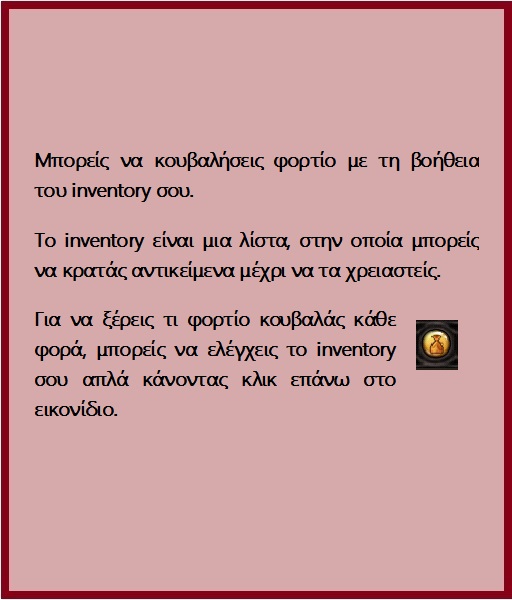 Μπορείς να κουβαλήσεις φορτίο με τη βοήθεια
του inventory σου.
Το inventory είναι μια λίστα, στην οποία μπορείς
να κρατάς αντικείμενα μέχρι να τα χρειαστείς.
Για να ξέρεις τι φορτίο κουβαλάς κάθε
φορά, μπορείς να ελέγχεις το inventory
σου απλά κάνοντας κλικ επάνω στο
εικονίδιο.